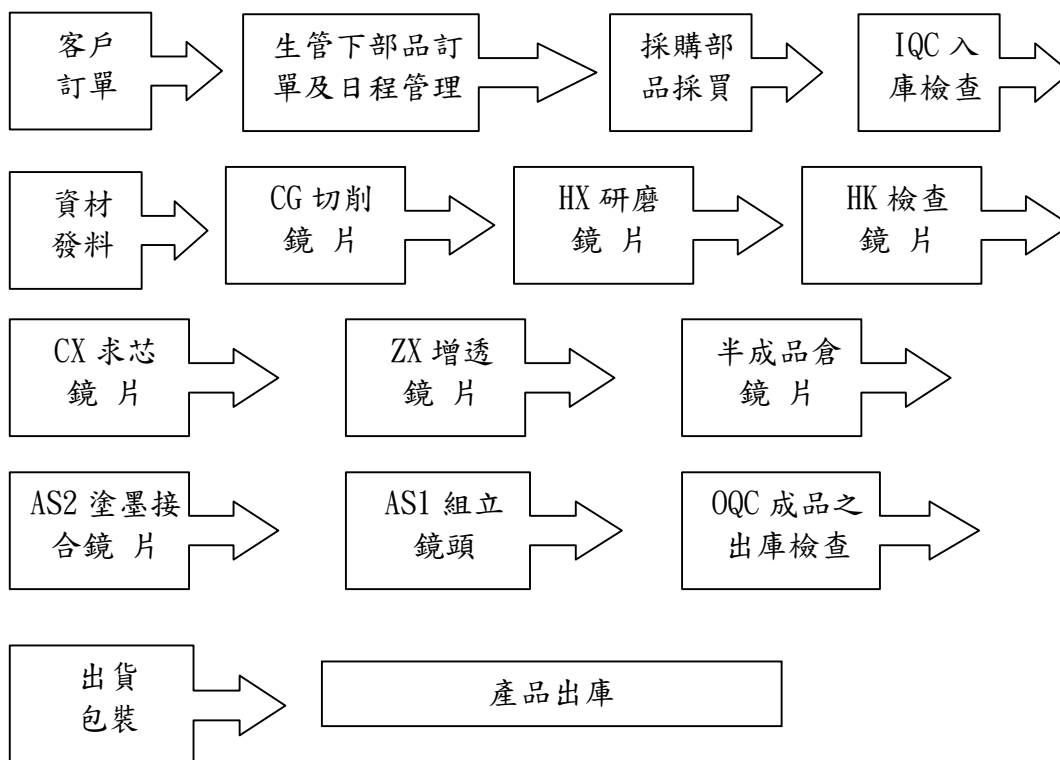 客戶
訂單
生管下部品訂
單及日程管理
採購部
品採買
IQC 入
庫檢查
資材
發料
CG 切削
鏡 片
HX 研磨
鏡 片
HK 檢查
鏡 片
CX 求芯
鏡 片
ZX 增透
鏡 片
半成品倉
鏡 片
AS2 塗墨接
合鏡 片
AS1 組立
鏡頭
OQC 成品之
出庫檢查
出貨
包裝
產品出庫